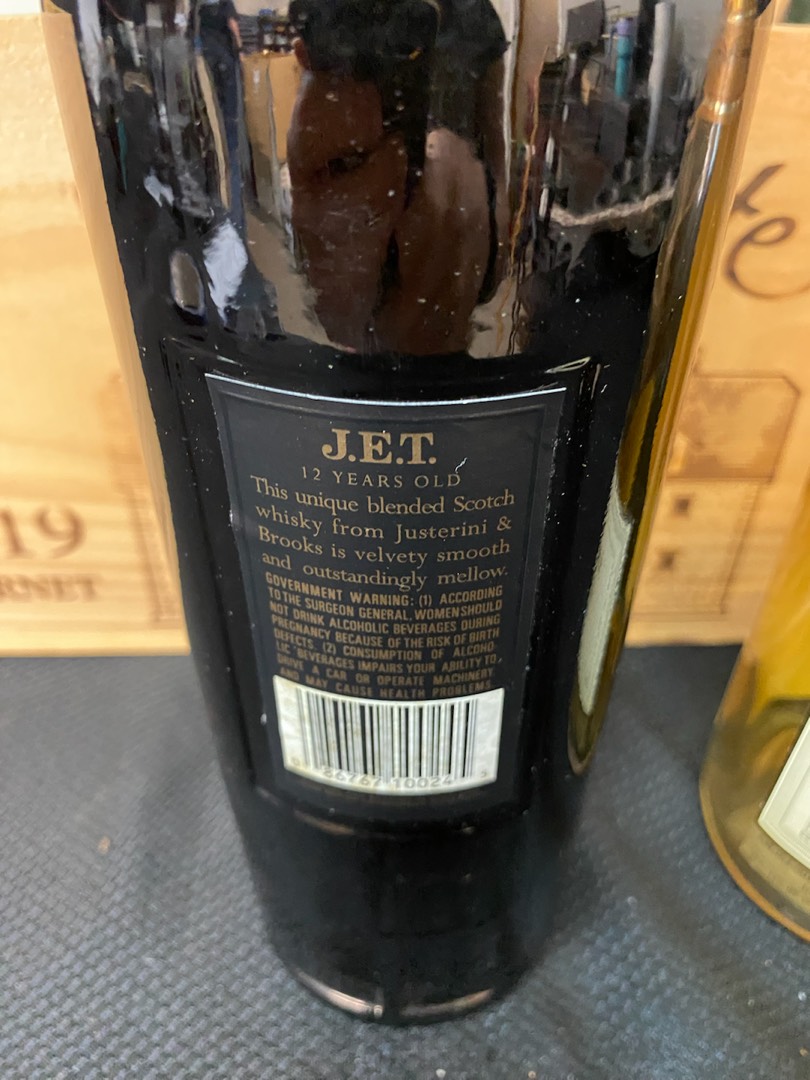 J.E.T.
12 YEARS OLD
This unique blended Scotch
whisky from Justerini &
Brooks is velvety smooth
and outstandingly mellow.
GOVERNMENT WARNING: (1) ACCORDING
TO THE SURGEON GENERAL, WOMEN SHOULD
NOT DRINK ALCOHOLIC BEVERAGES DURING
PREGNANCY BECAUSE OF THE RISK OF BIRTH
DEFECTS. (2) CONSUMPTION OF ALCOHO-
LIC BEVERAGES IMPAIRS YOUR ABILITY TO
DRIVE A CAR OR OPERATE MACHINERY
AND MAY CAUSE HEALTH PROBLEMS.
86767 10024 3
19